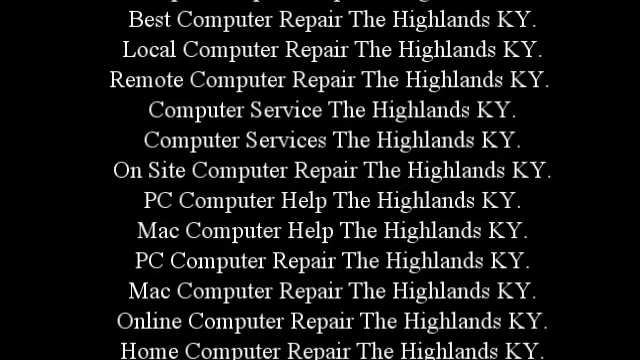 Best Computer Repair The Highlands KY.
Local Computer Repair The Highlands KY.
Remote Computer Repair The Highlands KY.
Computer Service The Highlands KY.
Computer Services The Highlands KY.
On Site Computer Repair The Highlands KY.
PC Computer Help The Highlands KY.
Mac Computer Help The Highlands KY.
PC Computer Repair The Highlands KY.
Mac Computer Repair The Highlands KY.
Online Computer Repair The Highlands KY.
Home Computer Repair The Highlands KY.